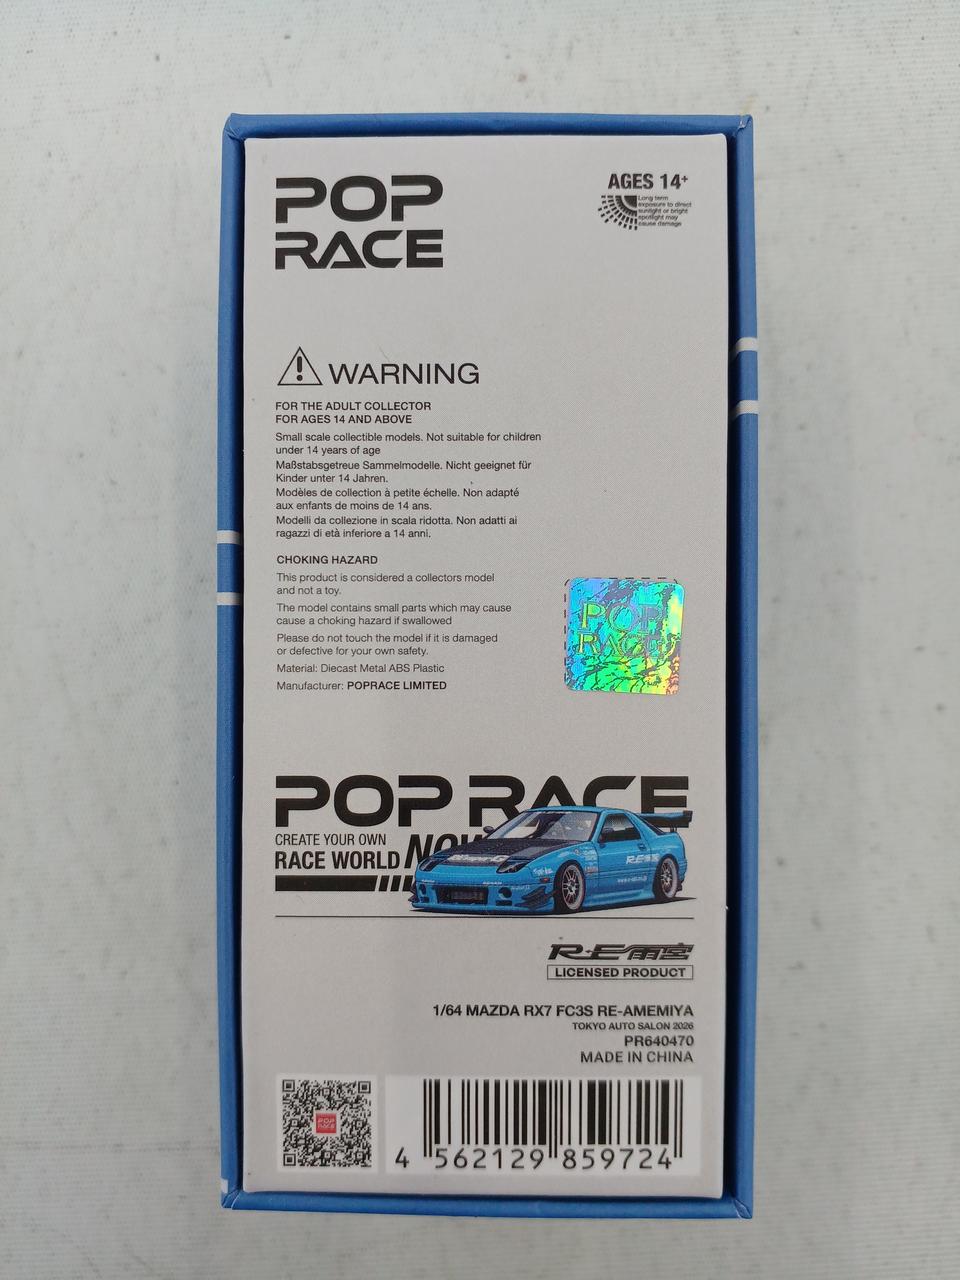 POP
RACE
AGES 14+
Long term
exposure to direct
sunlight or bright
spotlight may
cause damage
WARNING
FOR THE ADULT COLLECTOR
FOR AGES 14 AND ABOVE
Small scale collectible models. Not suitable for children
under 14 years of age
Maßstabsgetreue Sammelmodelle. Nicht geeignet für
Kinder unter 14 Jahren.
Modèles de collection à petite échelle. Non adapté
aux enfants de moins de 14 ans.
Modelli da collezione in scala ridotta. Non adatti ai
ragazzi di età inferiore a 14 anni.
CHOKING HAZARD
This product is considered a collectors model
and not a toy.
The model contains small parts which may cause
cause a choking hazard if swallowed
Please do not touch the model if it is damaged
or defective for your own safety.
Material: Diecast Metal ABS Plastic
Manufacturer: POPRACE LIMITED
POP
RACE
POP RACE
CREATE YOUR OWN
RACE WORLD NOW
RE雨宮
LICENSED PRODUCT
1/64 MAZDA RX7 FC3S RE-AMEMIYA
TOKYO AUTO SALON 2026
PR640470
MADE IN CHINA
POP
RACE
4 562129 859724